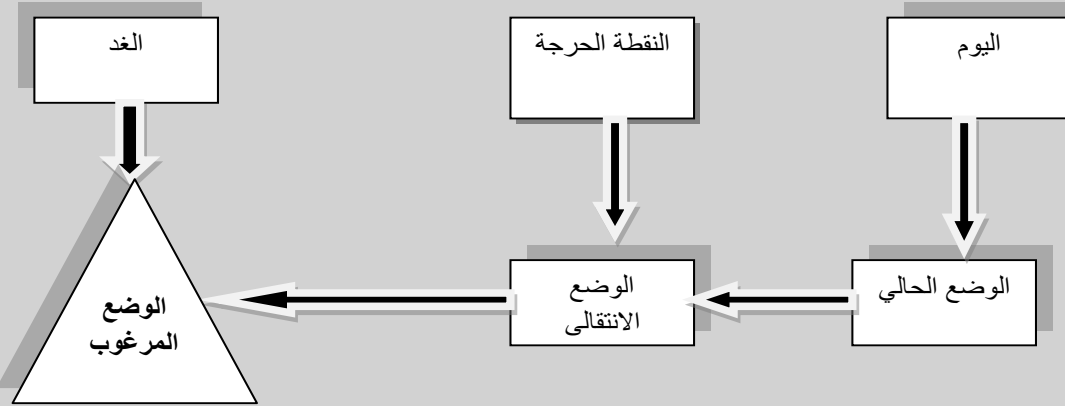 اليوم
النقطة الحرجة
الغد
الوضع الحالي
الوضع
الانتقالى
الوضع
المرغوب